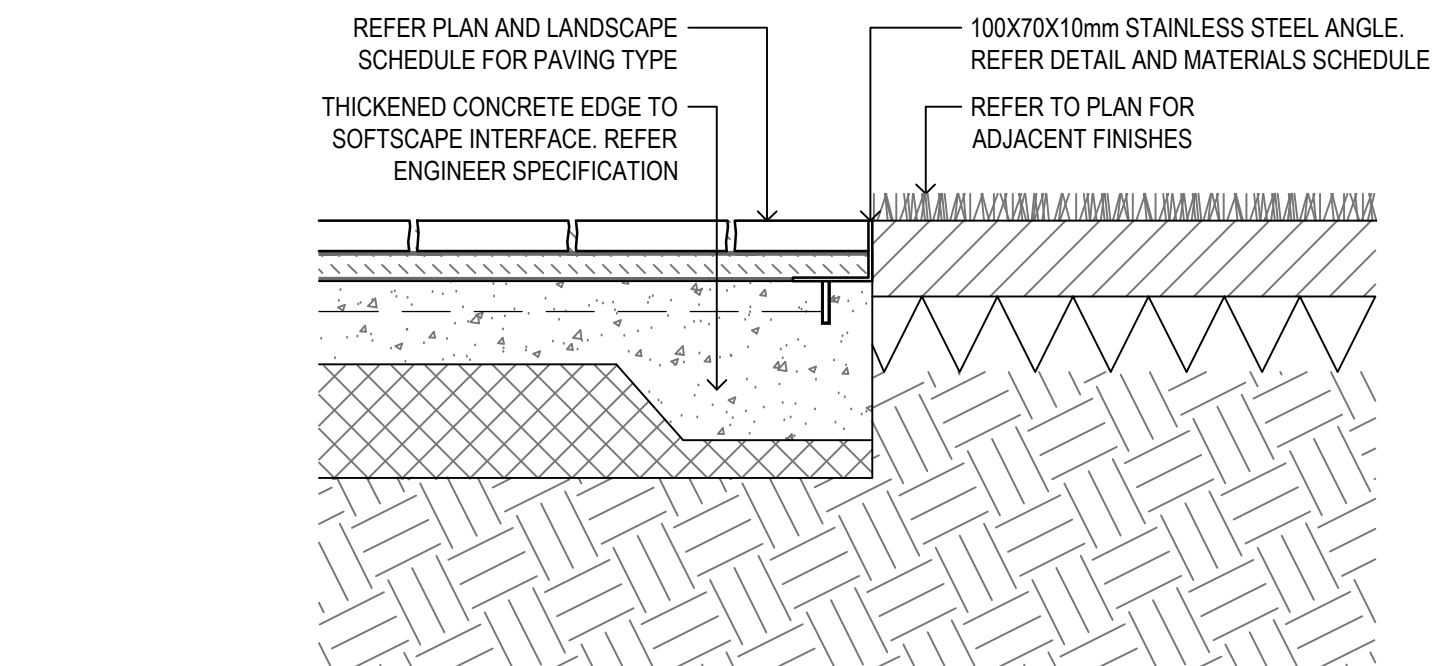 REFER PLAN AND LANDSCAPE
SCHEDULE FOR PAVING TYPE
THICKENED CONCRETE EDGE TO
SOFTSCAPE INTERFACE. REFER
ENGINEER SPECIFICATION
100X70X10mm STAINLESS STEEL ANGLE.
REFER DETAIL AND MATERIALS SCHEDULE
REFER TO PLAN FOR
ADJACENT FINISHES